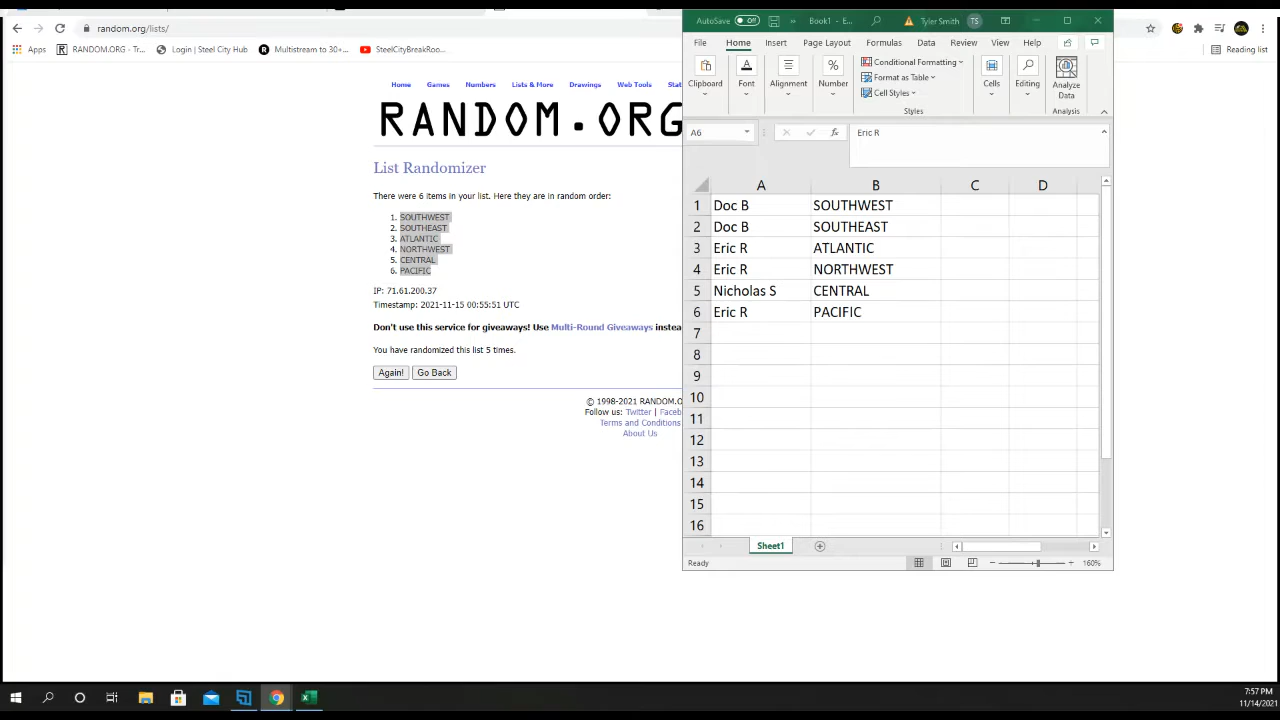 random.org/lists/
Apps RANDOM.ORG - Tr... Login | Steel City Hub Multistream to 30+... SteelCityBreakRoo... Reading list
Home Games Numbers Lists & More Drawings Web Tools Stat
RANDOM.ORG
List Randomizer
There were 6 items in your list. Here they are in random order:
1. SOUTHWEST
2. SOUTHEAST
3. ATLANTIC
4. NORTHWEST
5. CENTRAL
6. PACIFIC
IP: 71.61.200.37
Timestamp: 2021-11-15 00:55:51 UTC
Don't use this service for giveaways! Use Multi-Round Giveaways instea
You have randomized this list 5 times.
Again! Go Back
© 1998-2021 RANDOM.O
Follow us: Twitter | Faceb
Terms and Conditions
About Us
AutoSave Off Book1 - E... Tyler Smith TS
File Home Insert Page Layout Formulas Data Review View Help
Clipboard Font Alignment Number Conditional Formatting Format as Table Cell Styles Styles Cells Editing Analyze Data Analysis
A6 fx Eric R
A B C D
1 Doc B SOUTHWEST
2 Doc B SOUTHEAST
3 Eric R ATLANTIC
4 Eric R NORTHWEST
5 Nicholas S CENTRAL
6 Eric R PACIFIC
7
8
9
10
11
12
13
14
15
16
Sheet1
Ready 160%
7:57 PM
11/14/2021